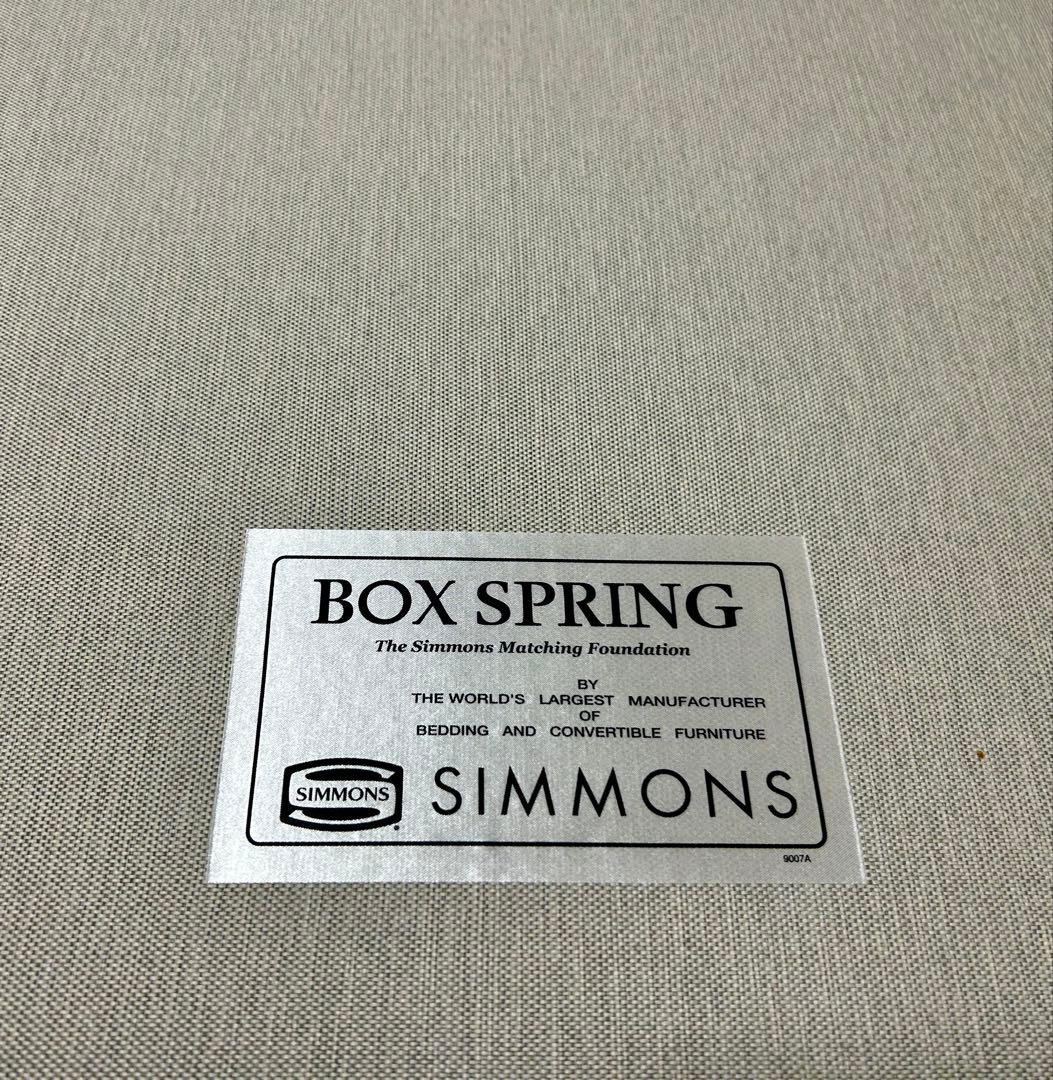 BOX SPRING
The Simmons Matching Foundation
BY
THE WORLD'S LARGEST MANUFACTURER
OF
BEDDING AND CONVERTIBLE FURNITURE
SIMMONS SIMMONS
9007A